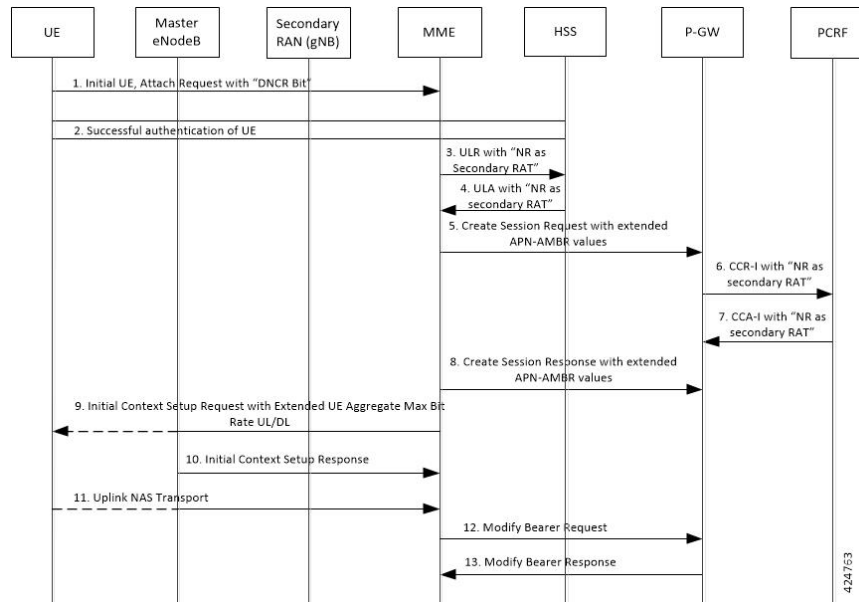 UE
Master
eNodeB
Secondary
RAN (gNB)
MME
HSS
P-GW
PCRF
1. Initial UE, Attach Request with "DNCR Bit"
2. Successful authentication of UE
3. ULR with "NR as
Secondary RAT"
4. ULA with "NR as
secondary RAT"
5. Create Session Request with extended
APN-AMBR values
6. CCR-I with "NR as
secondary RAT"
7. CCA-I with "NR as
secondary RAT"
8. Create Session Response with extended
APN-AMBR values
9. Initial Context Setup Request with Extended UE Aggregate Max Bit
Rate UL/DL
10. Initial Context Setup Response
11. Uplink NAS Transport
12. Modify Bearer Request
13. Modify Bearer Response
424763